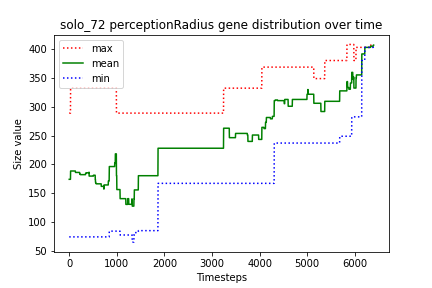 solo_72 perceptionRadius gene distribution over time
max
mean
min
Size value
400
350
300
250
200
150
100
50
0 1000 2000 3000 4000 5000 6000
Timesteps